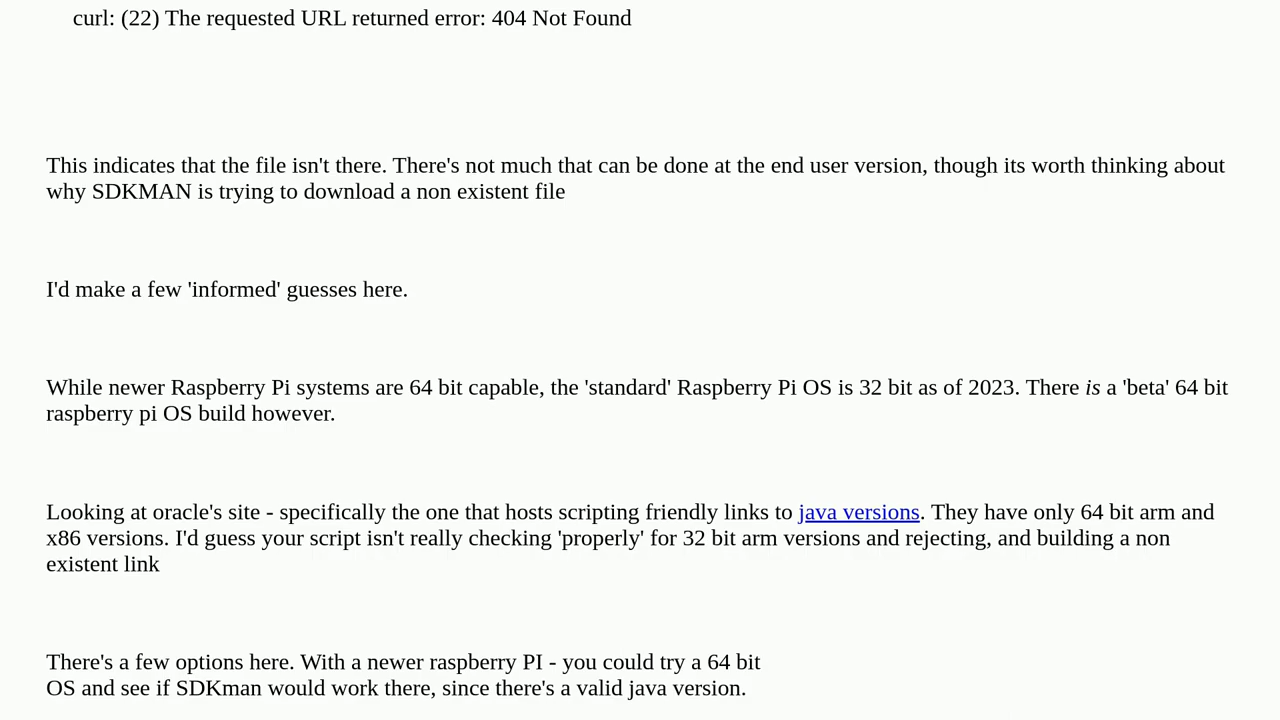 curl: (22) The requested URL returned error: 404 Not Found
This indicates that the file isn't there. There's not much that can be done at the end user version, though its worth thinking about
why SDKMAN is trying to download a non existent file
I'd make a few 'informed' guesses here.
While newer Raspberry Pi systems are 64 bit capable, the 'standard' Raspberry Pi OS is 32 bit as of 2023. There is a 'beta' 64 bit
raspberry pi OS build however.
Looking at oracle's site - specifically the one that hosts scripting friendly links to java versions. They have only 64 bit arm and
x86 versions. I'd guess your script isn't really checking 'properly' for 32 bit arm versions and rejecting, and building a non
existent link
There's a few options here. With a newer raspberry PI - you could try a 64 bit
OS and see if SDKman would work there, since there's a valid java version.